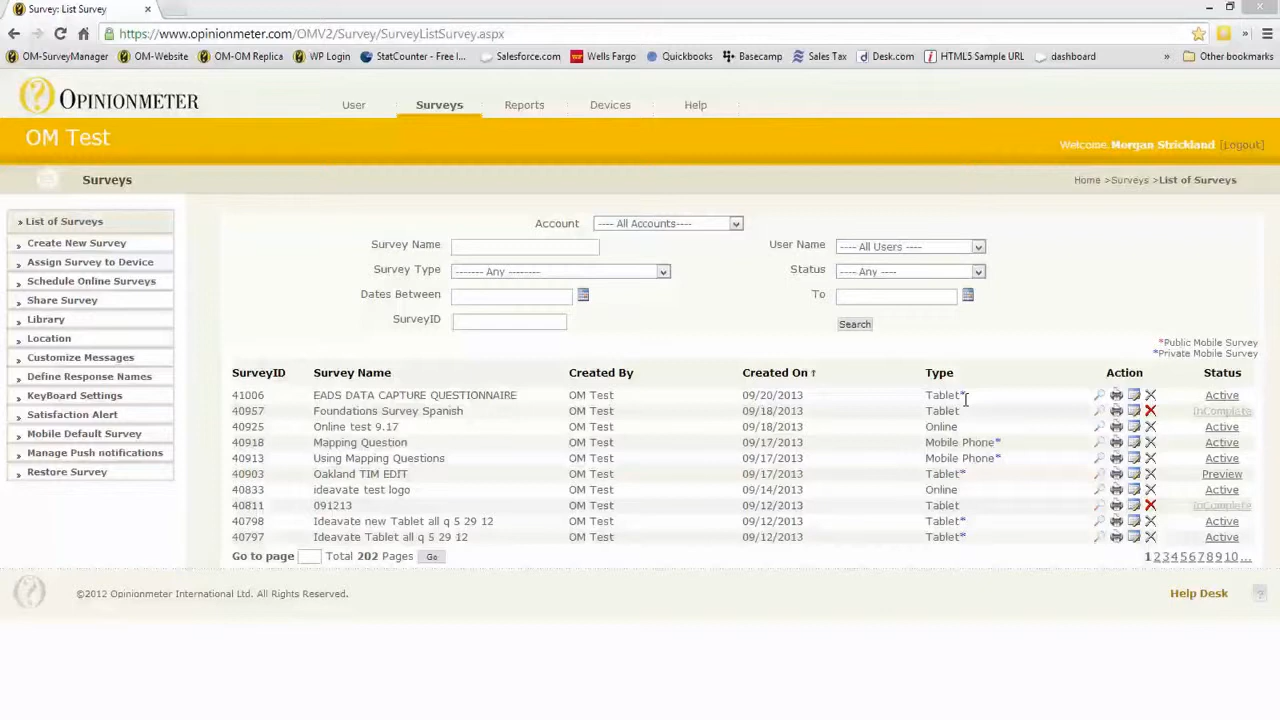 Survey: List Survey
https://www.opinionmeter.com/OMV2/Survey/SurveyListSurvey.aspx
OM-SurveyManager OM-Website OM-OM Replica WP Login StatCounter - Free I... Salesforce.com Wells Fargo Quickbooks Basecamp Sales Tax Desk.com HTML5 Sample URL dashboard » Other bookmarks
OPINIONMETER User Surveys Reports Devices Help
OM Test
Welcome, Morgan Strickland [Logout]
Surveys Home >Surveys >List of Surveys
» List of Surveys
Create New Survey
Assign Survey to Device
Schedule Online Surveys
Share Survey
Library
Location
Customize Messages
Define Response Names
KeyBoard Settings
Satisfaction Alert
Mobile Default Survey
Manage Push notifications
Restore Survey
Account ---- All Accounts----
Survey Name User Name ---- All Users ----
Survey Type ------- Any -------- Status ---- Any ----
Dates Between To
SurveyID Search
*Public Mobile Survey
*Private Mobile Survey
SurveyID Survey Name Created By Created On ↑ Type Action Status
41006 EADS DATA CAPTURE QUESTIONNAIRE OM Test 09/20/2013 Tablet* Active
40957 Foundations Survey Spanish OM Test 09/18/2013 Tablet InComplete
40925 Online test 9.17 OM Test 09/18/2013 Online Active
40918 Mapping Question OM Test 09/17/2013 Mobile Phone* Active
40913 Using Mapping Questions OM Test 09/17/2013 Mobile Phone* Active
40903 Oakland TIM EDIT OM Test 09/17/2013 Tablet* Preview
40833 ideavate test logo OM Test 09/14/2013 Online Active
40811 091213 OM Test 09/12/2013 Tablet InComplete
40798 Ideavate new Tablet all q 5 29 12 OM Test 09/12/2013 Tablet* Active
40797 Ideavate Tablet all q 5 29 12 OM Test 09/12/2013 Tablet* Active
Go to page Total 202 Pages Go 1 2 3 4 5 6 7 8 9 10 ...
©2012 Opinionmeter International Ltd. All Rights Reserved. Help Desk ?